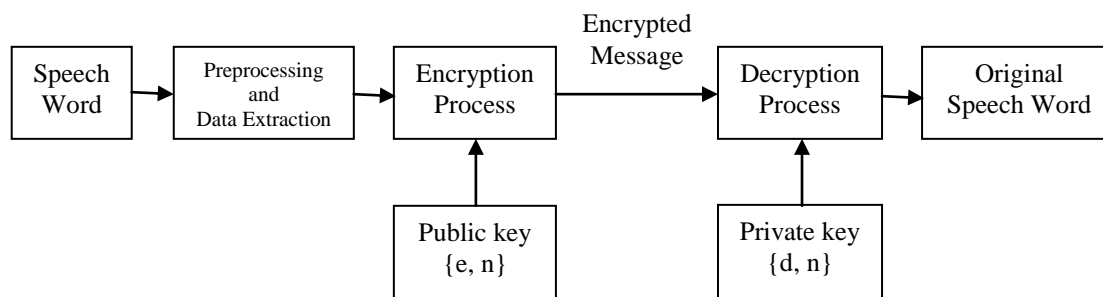 Speech
Word
Preprocessing
and
Data Extraction
Encryption
Process
Encrypted
Message
Decryption
Process
Original
Speech Word
Public key
{e, n}
Private key
{d, n}